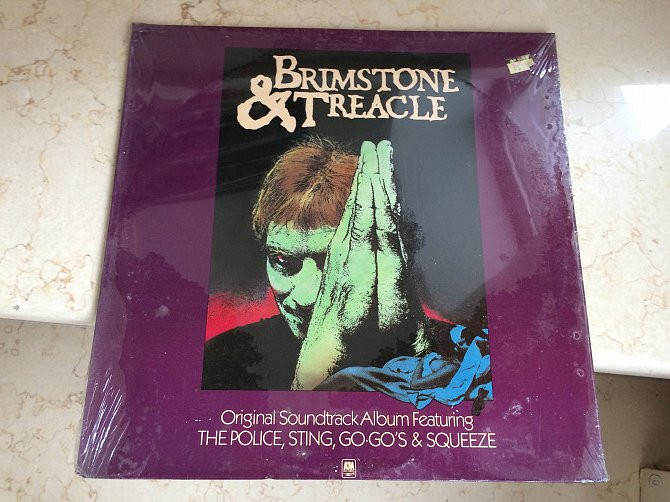 BRIMSTONE
& TREACLE
Original Soundtrack Album Featuring
THE POLICE, STING, GO·GO'S & SQUEEZE
A&M